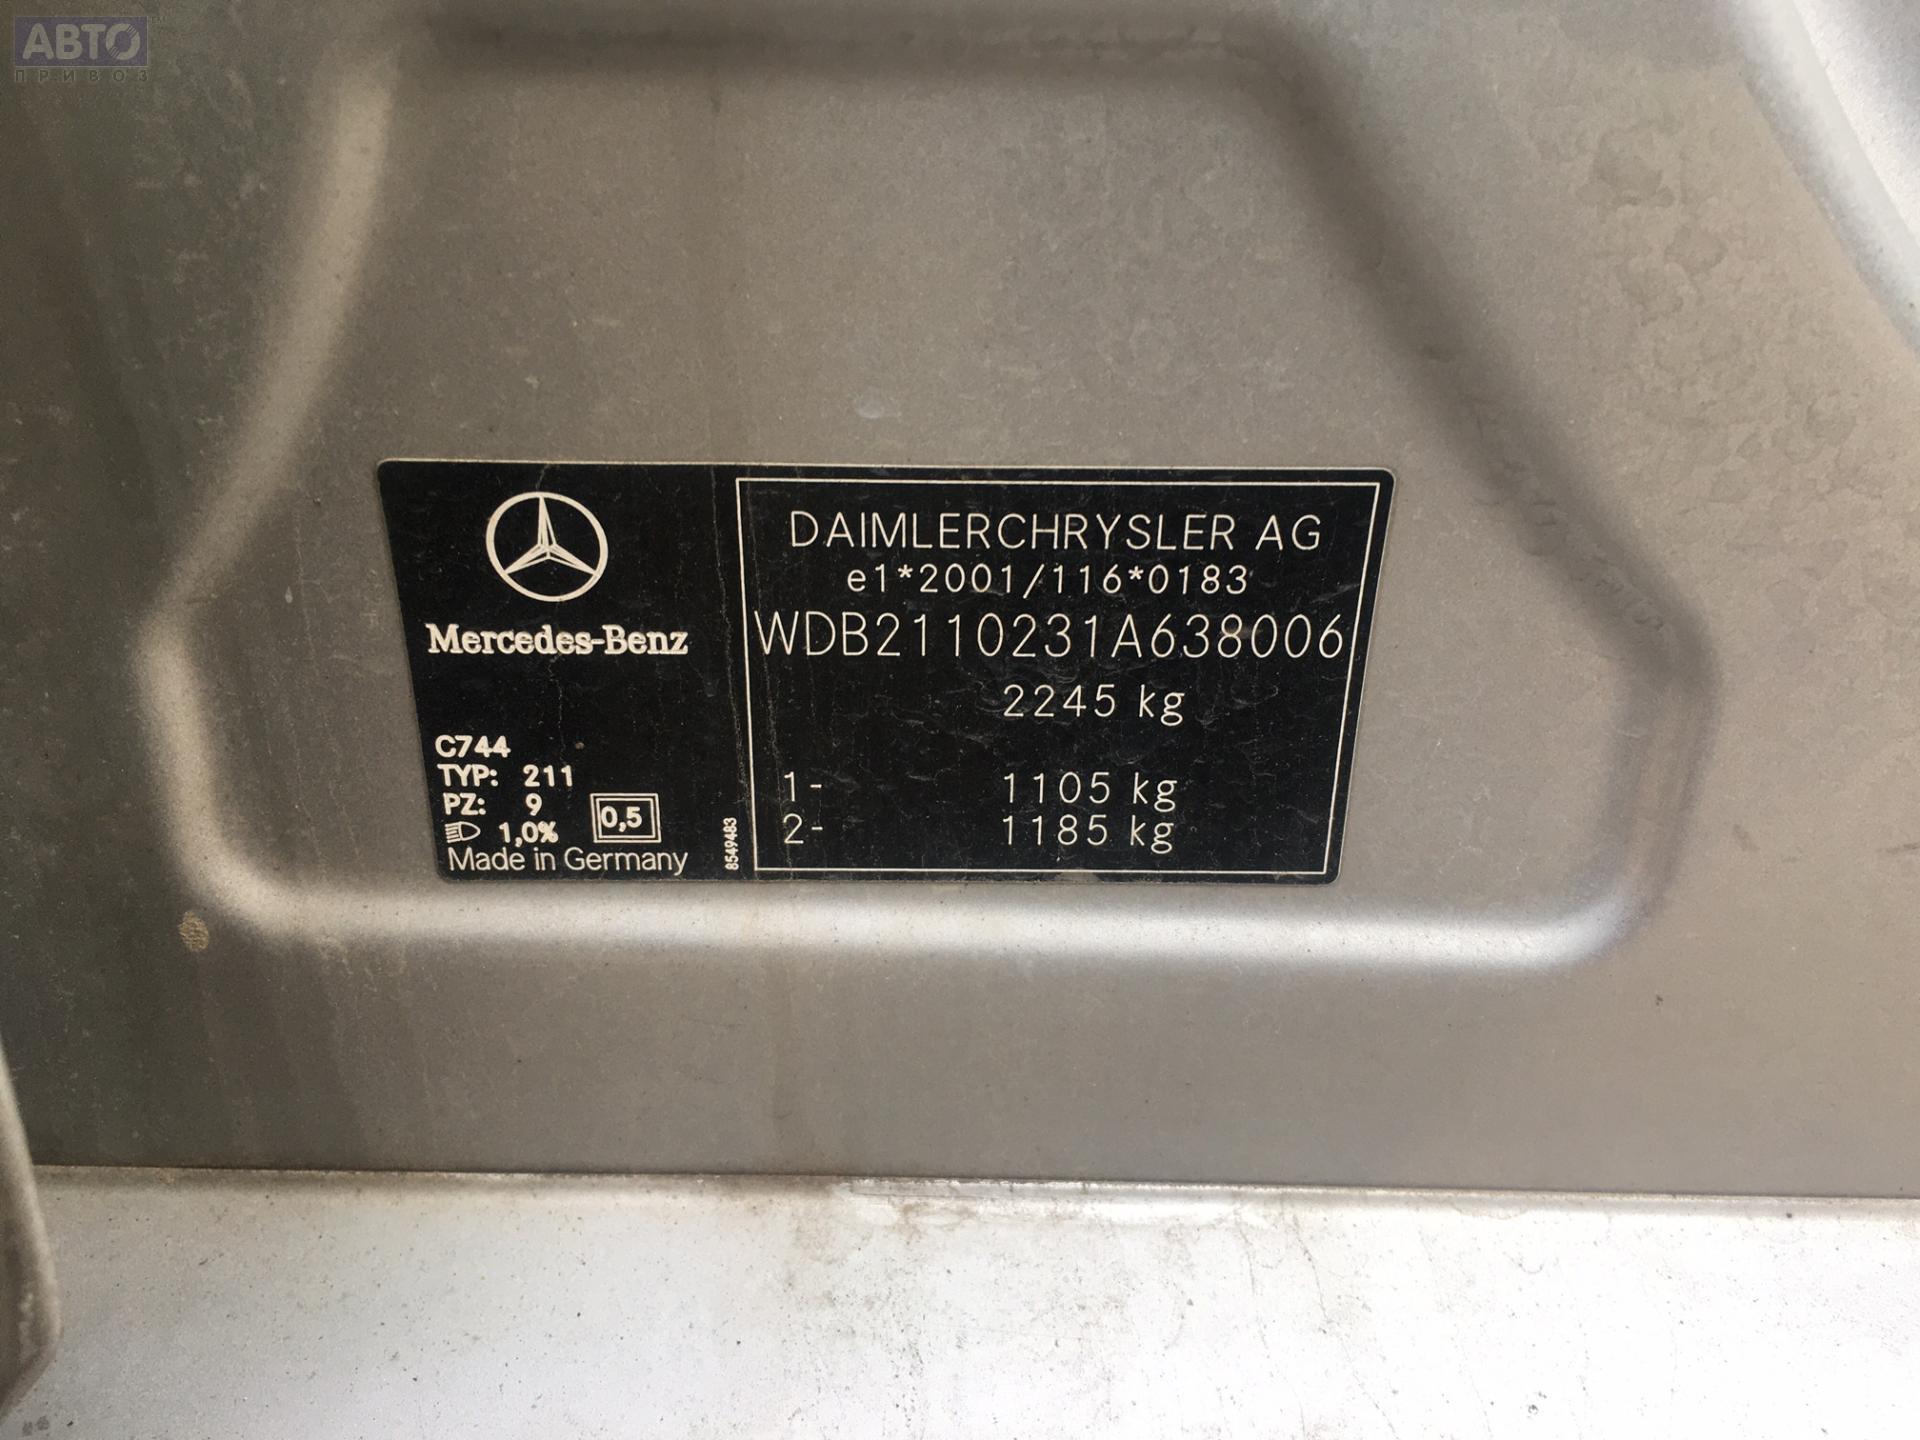 АВТО
ПРИВОЗ
Mercedes-Benz
C744
TYP: 211
PZ: 9
1,0%
0,5
Made in Germany
8549483
DAIMLERCHRYSLER AG
e1*2001/116*0183
WDB2110231A638006
2245 kg
1- 1105 kg
2- 1185 kg